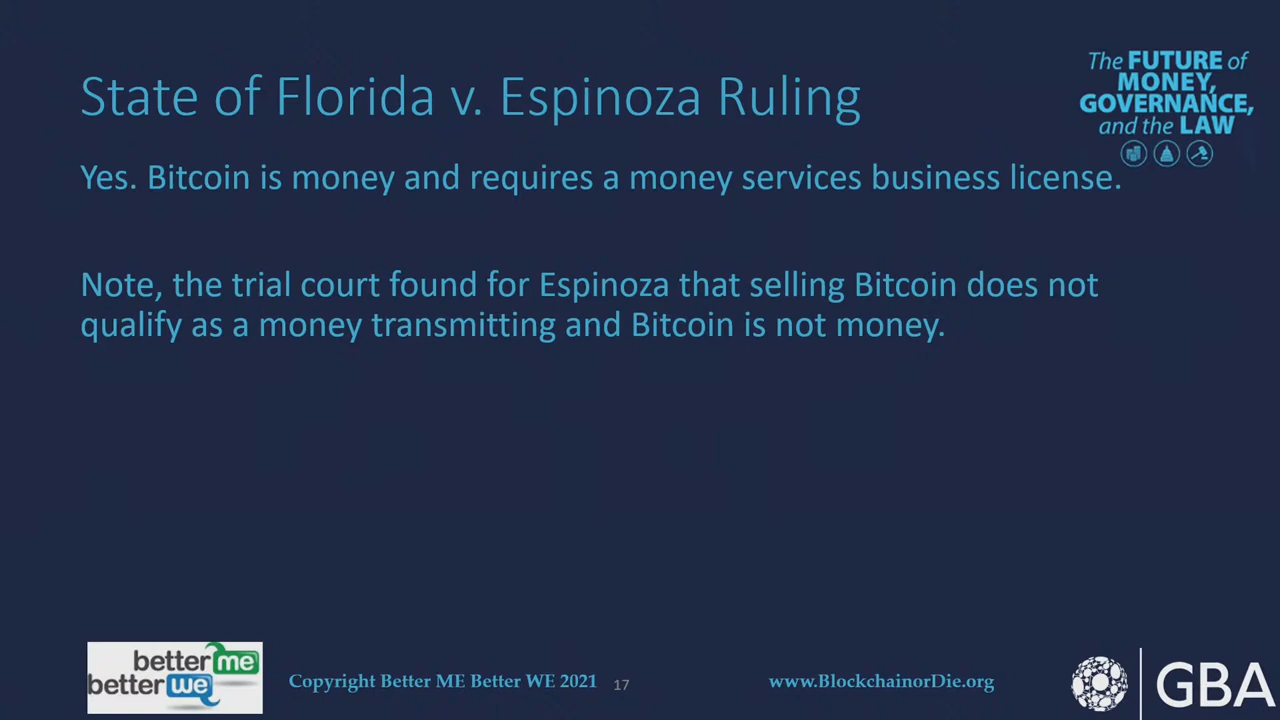 State of Florida v. Espinoza Ruling
The FUTURE of
MONEY,
GOVERNANCE,
and the LAW
Yes. Bitcoin is money and requires a money services business license.
Note, the trial court found for Espinoza that selling Bitcoin does not
qualify as a money transmitting and Bitcoin is not money.
better me
better we
Copyright Better ME Better WE 2021
17
www.BlockchainorDie.org
GBA